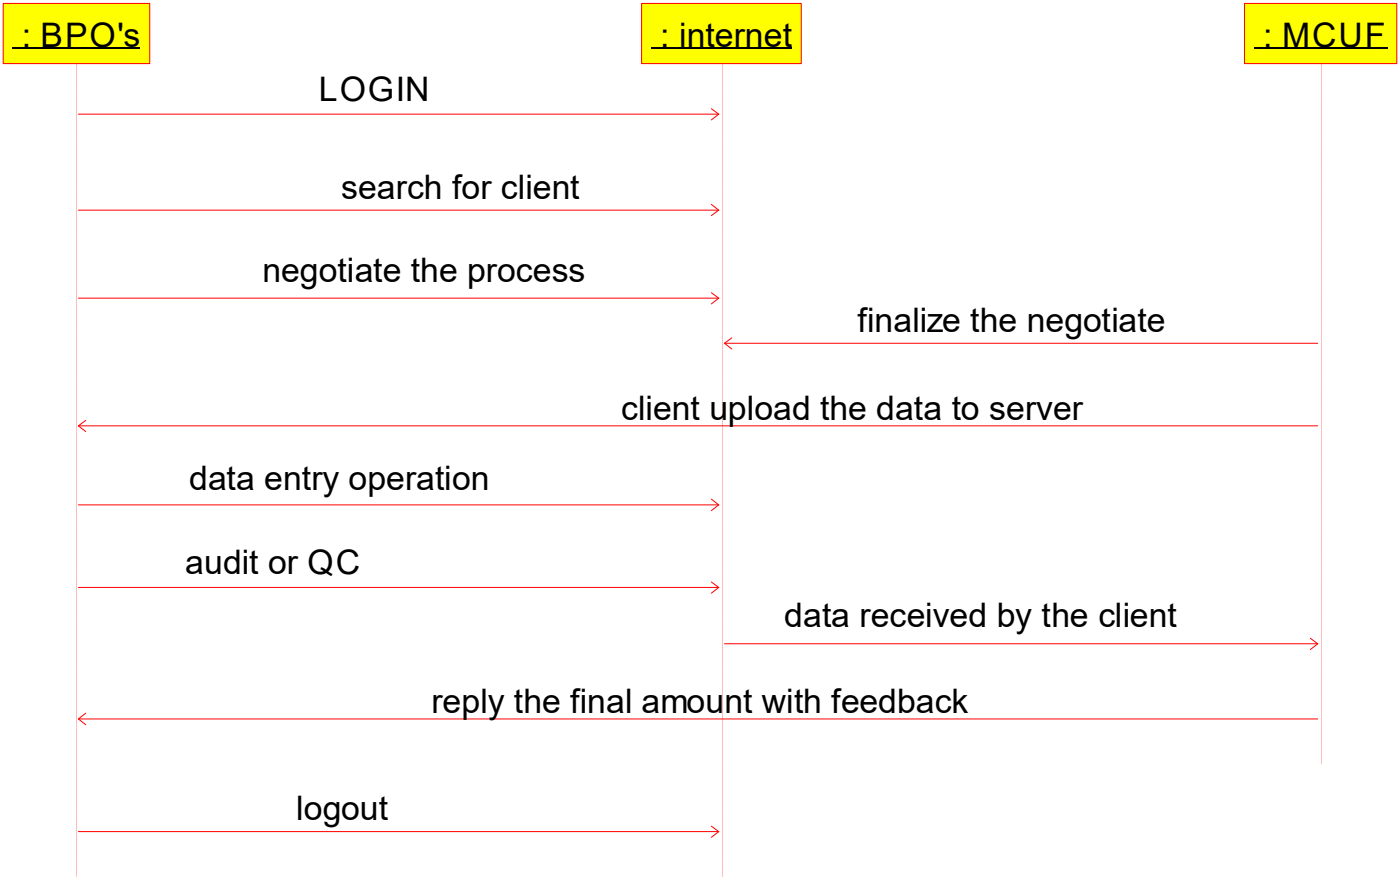 : BPO's
: internet
: MCUF
LOGIN
search for client
negotiate the process
finalize the negotiate
client upload the data to server
data entry operation
audit or QC
data received by the client
reply the final amount with feedback
logout